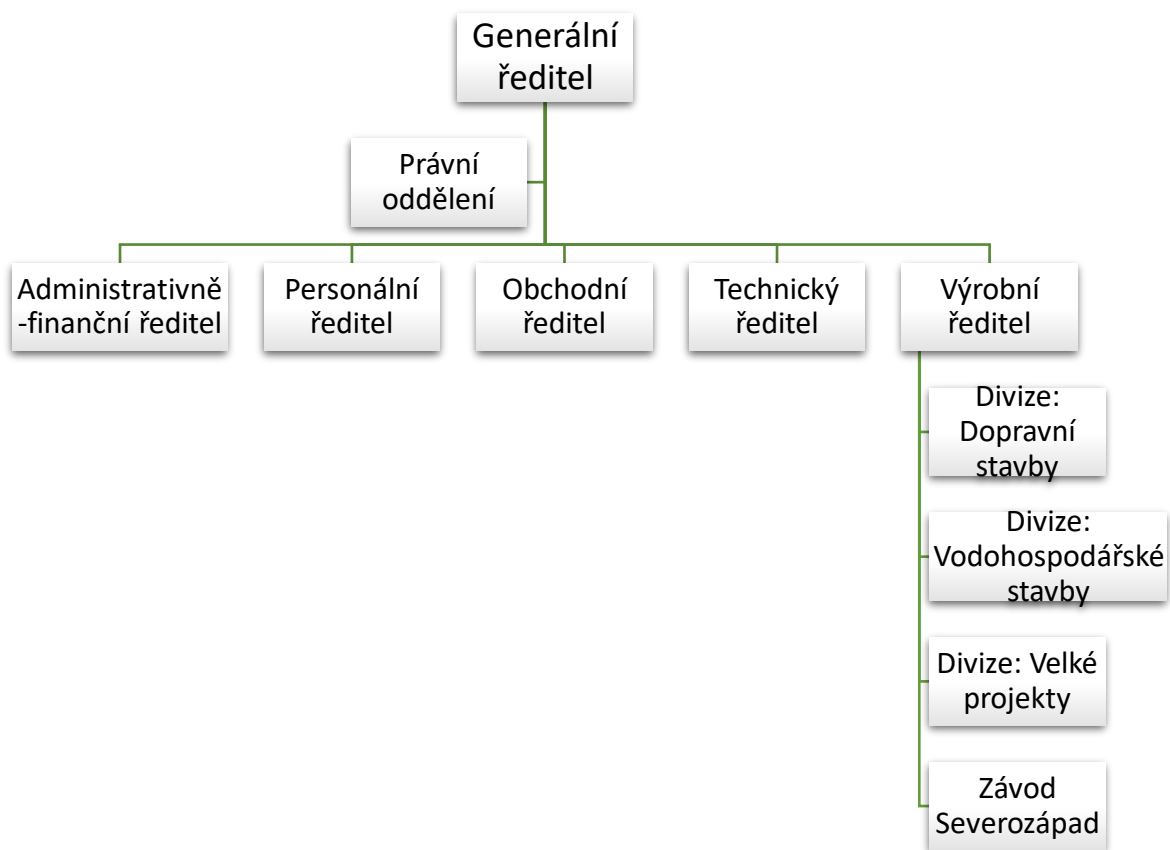 Generální
ředitel
Právní
oddělení
Administrativně
-finanční ředitel
Personální
ředitel
Obchodní
ředitel
Technický
ředitel
Výrobní
ředitel
Divize:
Dopravní
stavby
Divize:
Vodohospodářské
stavby
Divize: Velké
projekty
Závod
Severozápad